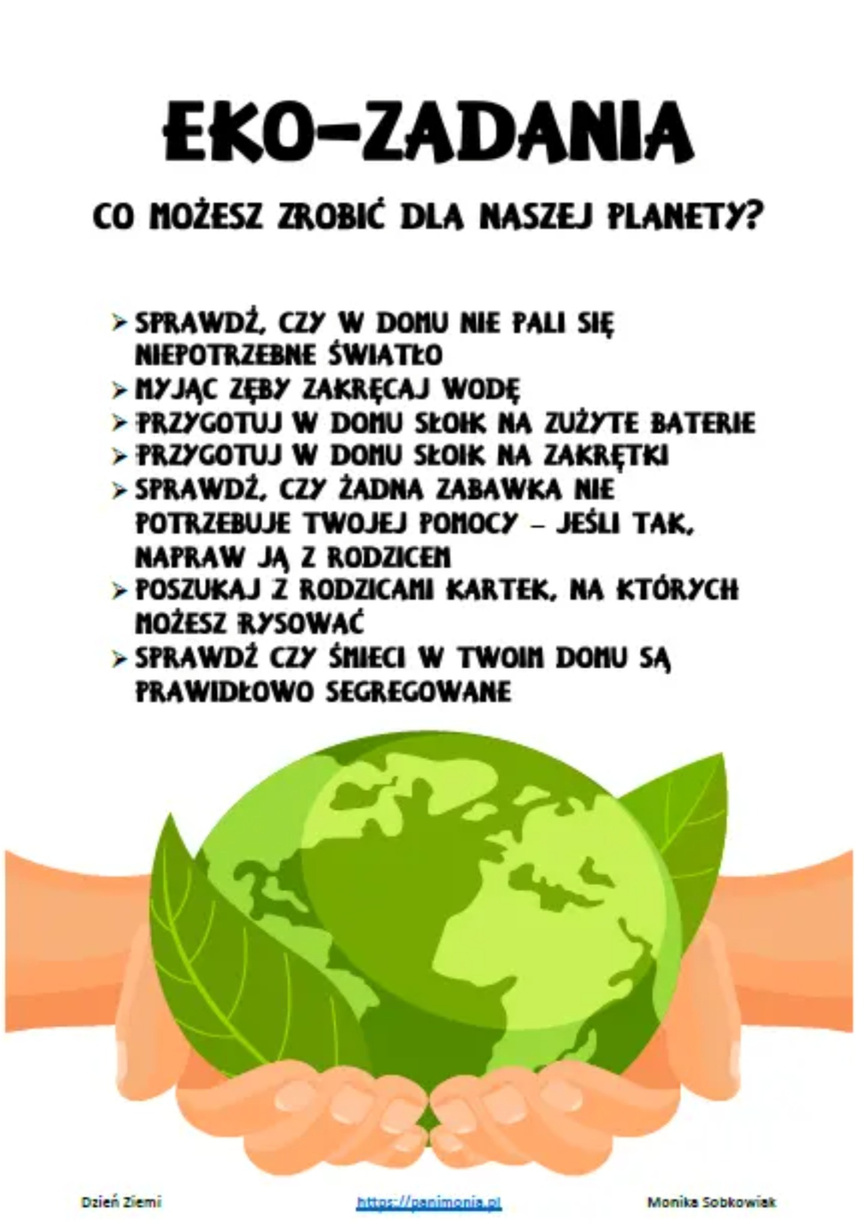 EKO-ZADANIA
CO MOŻESZ ZROBIĆ DLA NASZEJ PLANETY?
➢ SPRAWDŹ, CZY W DOMU NIE PALI SIĘ
NIEPOTRZEBNE ŚWIATŁO
➢ MYJĄC ZĘBY ZAKRĘCAJ WODĘ
➢ PRZYGOTUJ W DOMU SŁOIK NA ZUŻYTE BATERIE
➢ PRZYGOTUJ W DOMU SŁOIK NA ZAKRĘTKI
➢ SPRAWDŹ, CZY ŻADNA ZABAWKA NIE
POTRZEBUJE TWOJEJ POMOCY – JEŚLI TAK,
NAPRAW JĄ Z RODZICEM
➢ POSZUKAJ Z RODZICAMI KARTEK, NA KTÓRYCH
MOŻESZ RYSOWAĆ
➢ SPRAWDŹ CZY ŚMIECI W TWOIM DOMU SĄ
PRAWIDŁOWO SEGREGOWANE
Dzień Ziemi https://panimonia.pl Monika Sobkowiak